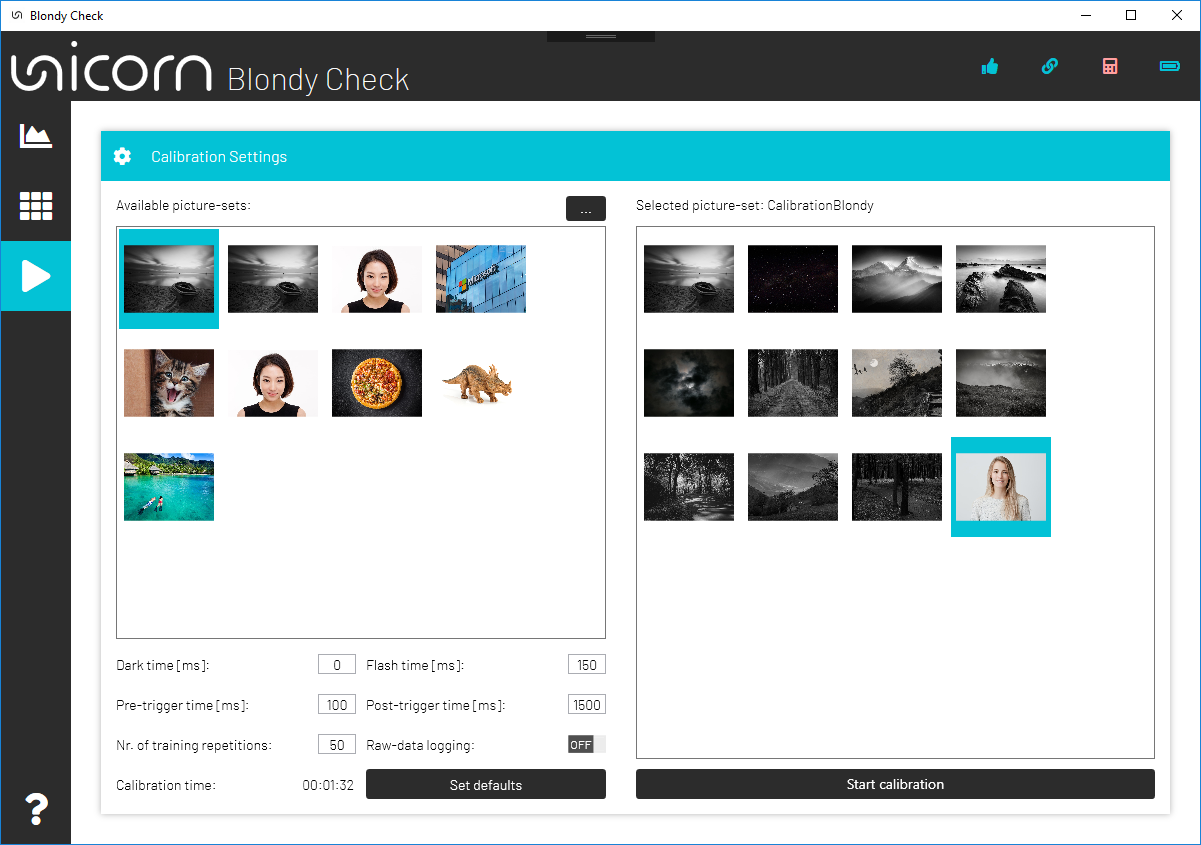 Blondy Check
unicorn Blondy Check
Calibration Settings
Available picture-sets:
...
Selected picture-set: CalibrationBlondy
Microsoft
Dark time [ms]: 0 Flash time [ms]: 150
Pre-trigger time [ms]: 100 Post-trigger time [ms]: 1500
Nr. of training repetitions: 50 Raw-data logging: OFF
Calibration time: 00:01:32 Set defaults
Start calibration
?